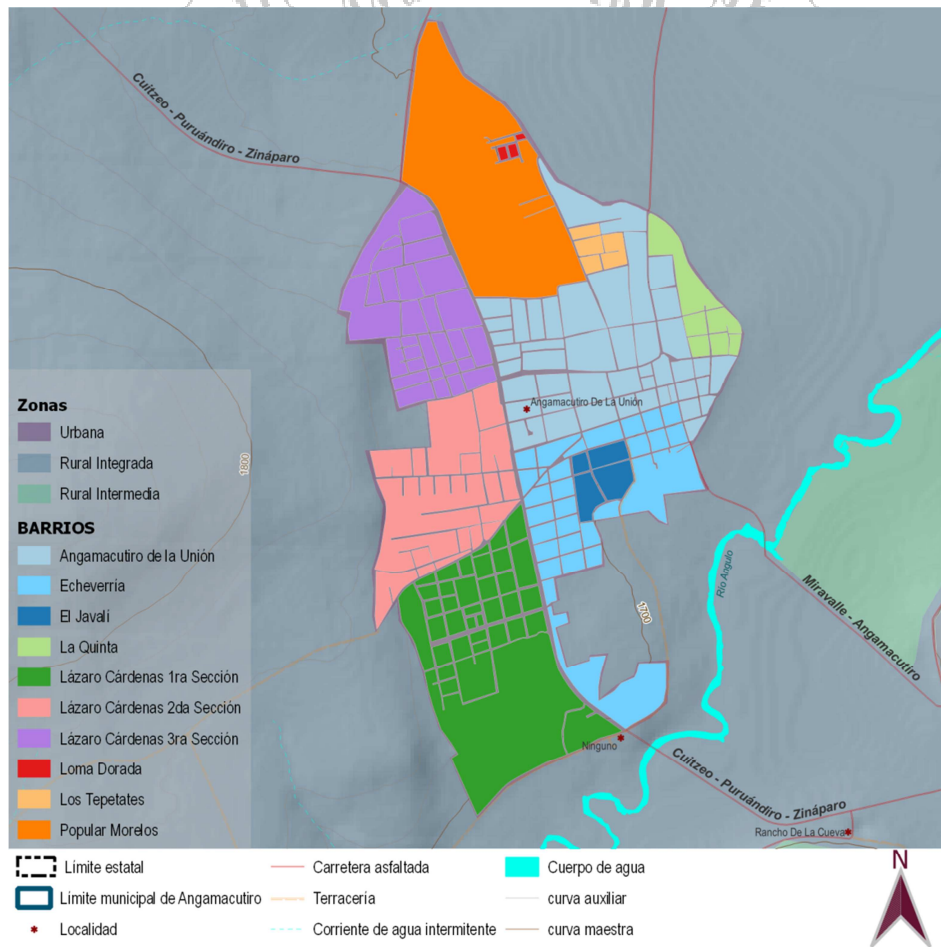 Cuitzeo - Puruándiro - Zináparo
Angamacutiro De La Unión
1800
1700
Río Angulo
Miravalle - Angamacutiro
Ninguno
Cuitzeo - Puruándiro - Zináparo
Rancho De La Cueva
Zonas
Urbana
Rural Integrada
Rural Intermedia
BARRIOS
Angamacutiro de la Unión
Echeverría
El Javalí
La Quinta
Lázaro Cárdenas 1ra Sección
Lázaro Cárdenas 2da Sección
Lázaro Cárdenas 3ra Sección
Loma Dorada
Los Tepetates
Popular Morelos
Límite estatal
Límite municipal de Angamacutiro
Localidad
Carretera asfaltada
Terracería
Corriente de agua intermitente
Cuerpo de agua
curva auxiliar
curva maestra
N